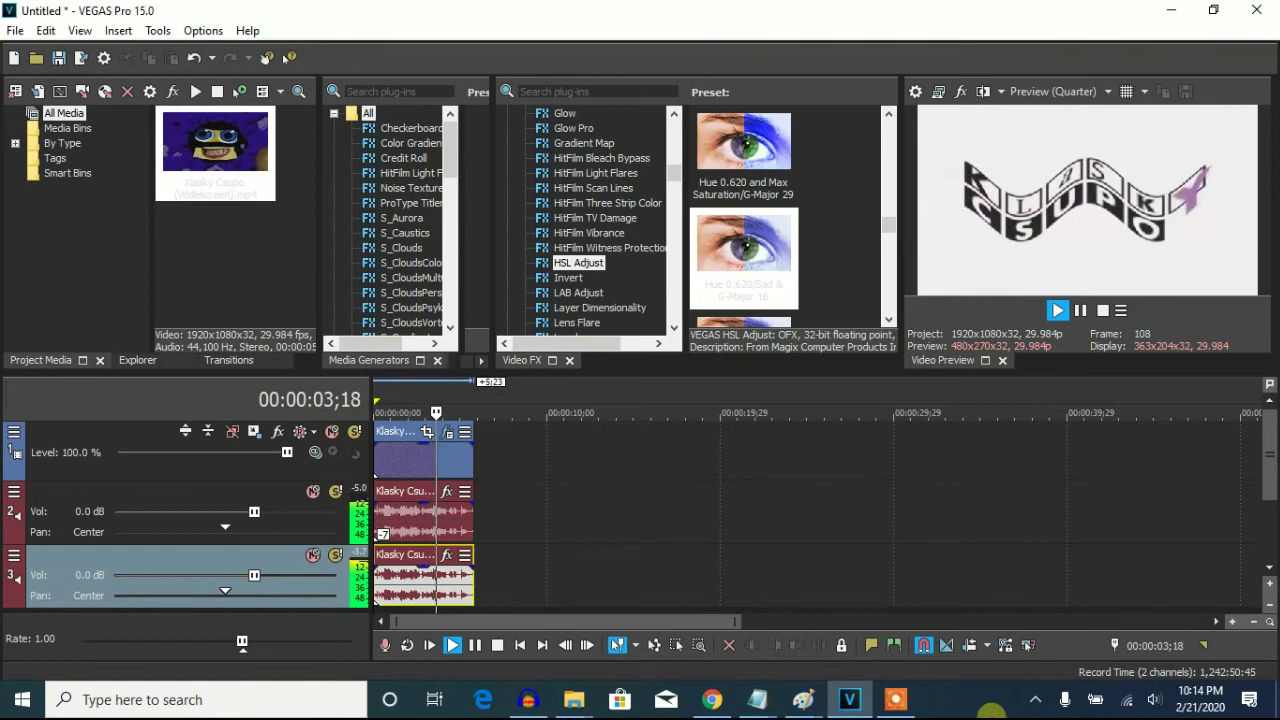 Untitled * - VEGAS Pro 15.0
File Edit View Insert Tools Options Help
Search plug-ins
Prese
Search plug-ins
Preset:
Preview (Quarter)
All Media
Media Bins
By Type
Tags
Smart Bins
Klasky Csupo
(Widescreen).mp4
Video: 1920x1080x32, 29.984 fps,
Audio: 44,100 Hz, Stereo, 00:00:05
Project Media
Explorer
Transitions
All
Checkerboard
Color Gradien
Credit Roll
HitFilm Light F
Noise Texture
ProType Titler
S_Aurora
S_Caustics
S_Clouds
S_CloudsColo
S_CloudsMult
S_CloudsPers
S_CloudsPsyk
S_CloudsVort
Media Generators
Glow
Glow Pro
Gradient Map
HitFilm Bleach Bypass
HitFilm Light Flares
HitFilm Scan Lines
HitFilm Three Strip Color
HitFilm TV Damage
HitFilm Vibrance
HitFilm Witness Protection
HSL Adjust
Invert
LAB Adjust
Layer Dimensionality
Lens Flare
Video FX
Hue 0.620 and Max
Saturation/G-Major 29
Hue 0.620/Sad &
G-Major 16
VEGAS HSL Adjust: OFX, 32-bit floating point,
Description: From Magix Computer Products In
KLASKY
CSUPO
Project: 1920x1080x32, 29.984p
Frame: 108
Preview: 480x270x32, 29.984p
Display: 363x204x32, 29.984
Video Preview
00:00:03;18
+5;23
00:00:00;00
00:00:10;00
00:00:19;29
00:00:29;29
00:00:39;29
00:0
1
Level: 100.0 %
Klasky...
2
Vol: 0.0 dB
Pan: Center
-5.0
12
24
36
48
Klasky Csu...
-7
3
Vol: 0.0 dB
Pan: Center
-3.7
12
24
36
48
Klasky Csu...
Rate: 1.00
00:00:03;18
Record Time (2 channels): 1,242:50:45
Type here to search
10:14 PM
2/21/2020